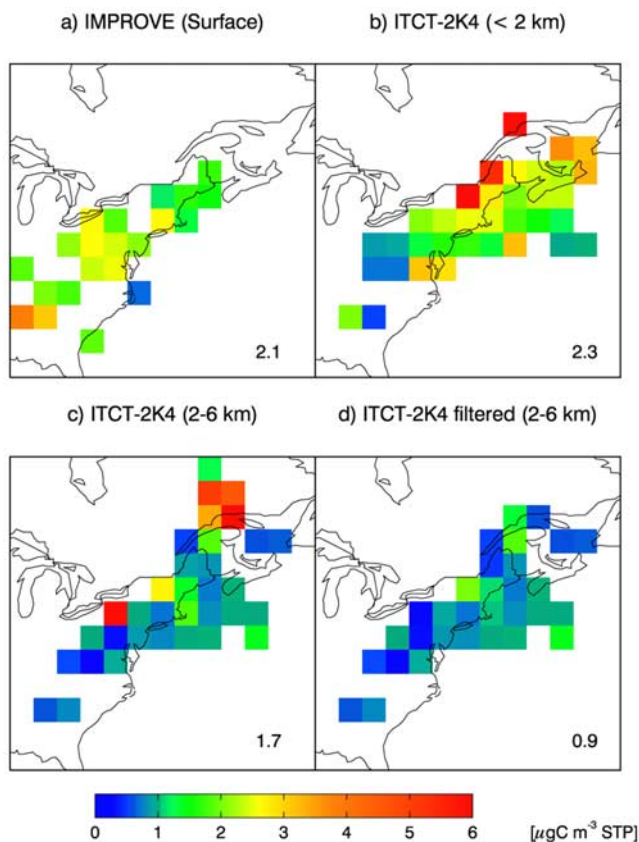 a) IMPROVE (Surface)
b) ITCT-2K4 (< 2 km)
2.1
2.3
c) ITCT-2K4 (2-6 km)
d) ITCT-2K4 filtered (2-6 km)
1.7
0.9
0 1 2 3 4 5 6 [µgC m⁻³ STP]